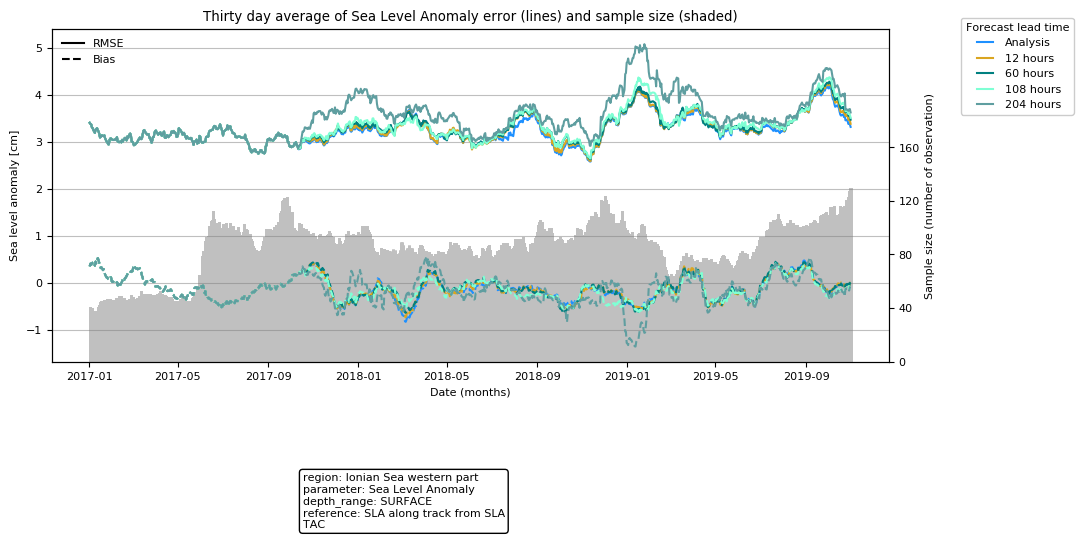 Thirty day average of Sea Level Anomaly error (lines) and sample size (shaded)
RMSE
Bias
Forecast lead time
Analysis
12 hours
60 hours
108 hours
204 hours
Sea level anomaly [cm]
5
4
3
2
1
0
−1
160
120
80
40
0
Sample size (number of observation)
2017-01
2017-05
2017-09
2018-01
2018-05
2018-09
2019-01
2019-05
2019-09
Date (months)
region: Ionian Sea western part
parameter: Sea Level Anomaly
depth_range: SURFACE
reference: SLA along track from SLA
TAC